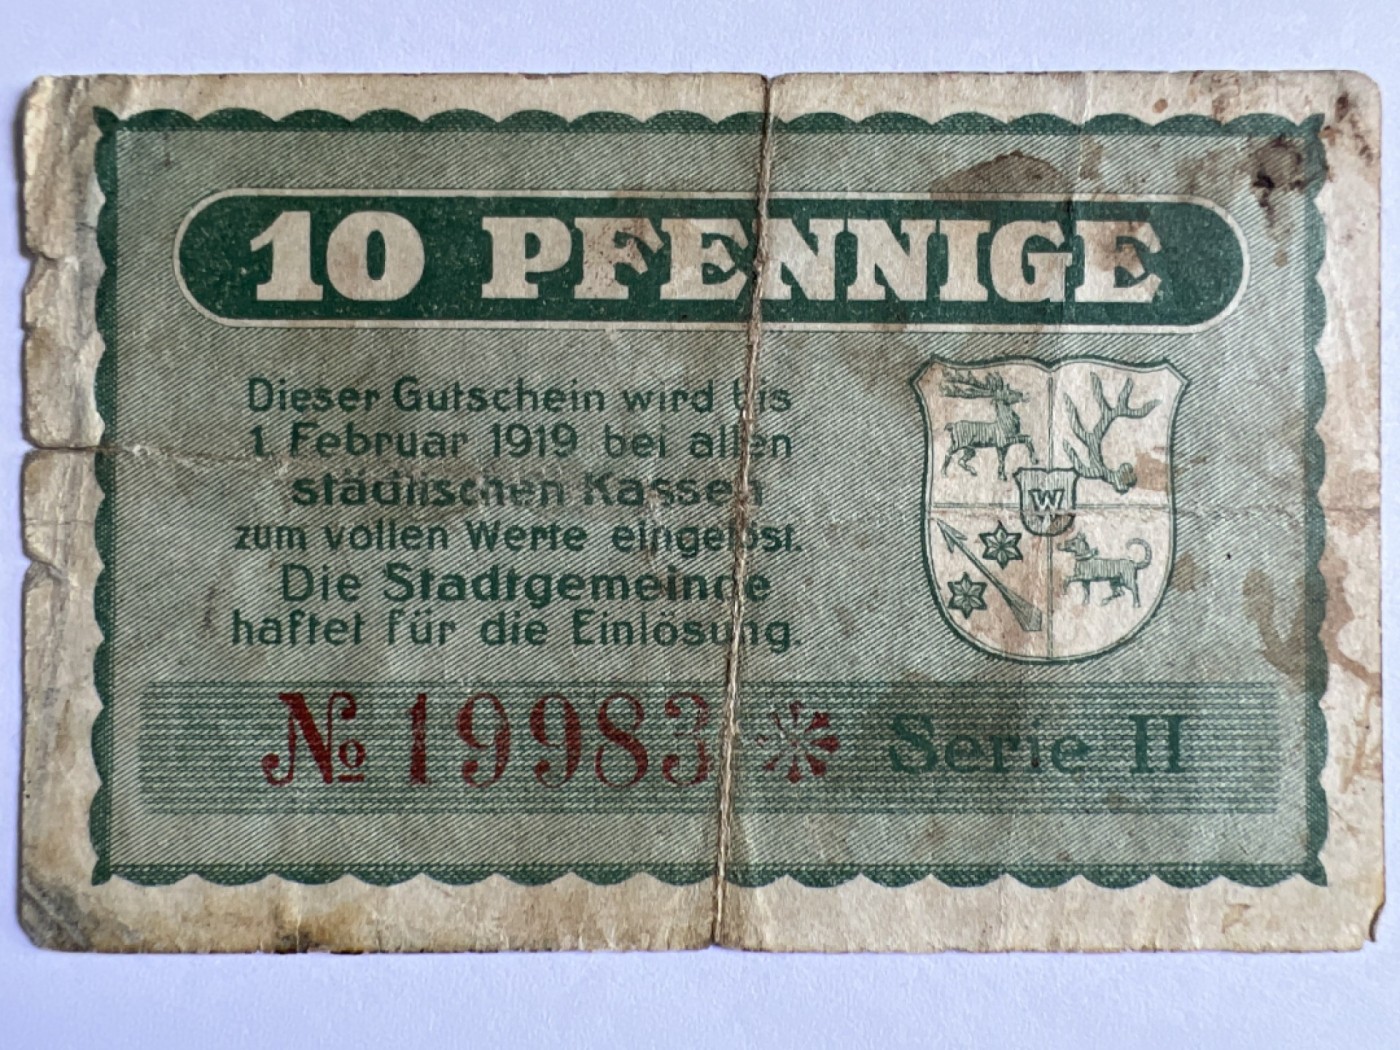 10 PFENNIGE
Dieser Gutschein wird bis
1. Februar 1919 bei allen
städtischen Kassen
zum vollen Werte eingelöst.
Die Stadtgemeinde
haftet für die Einlösung.
W
No 19983 * Serie II